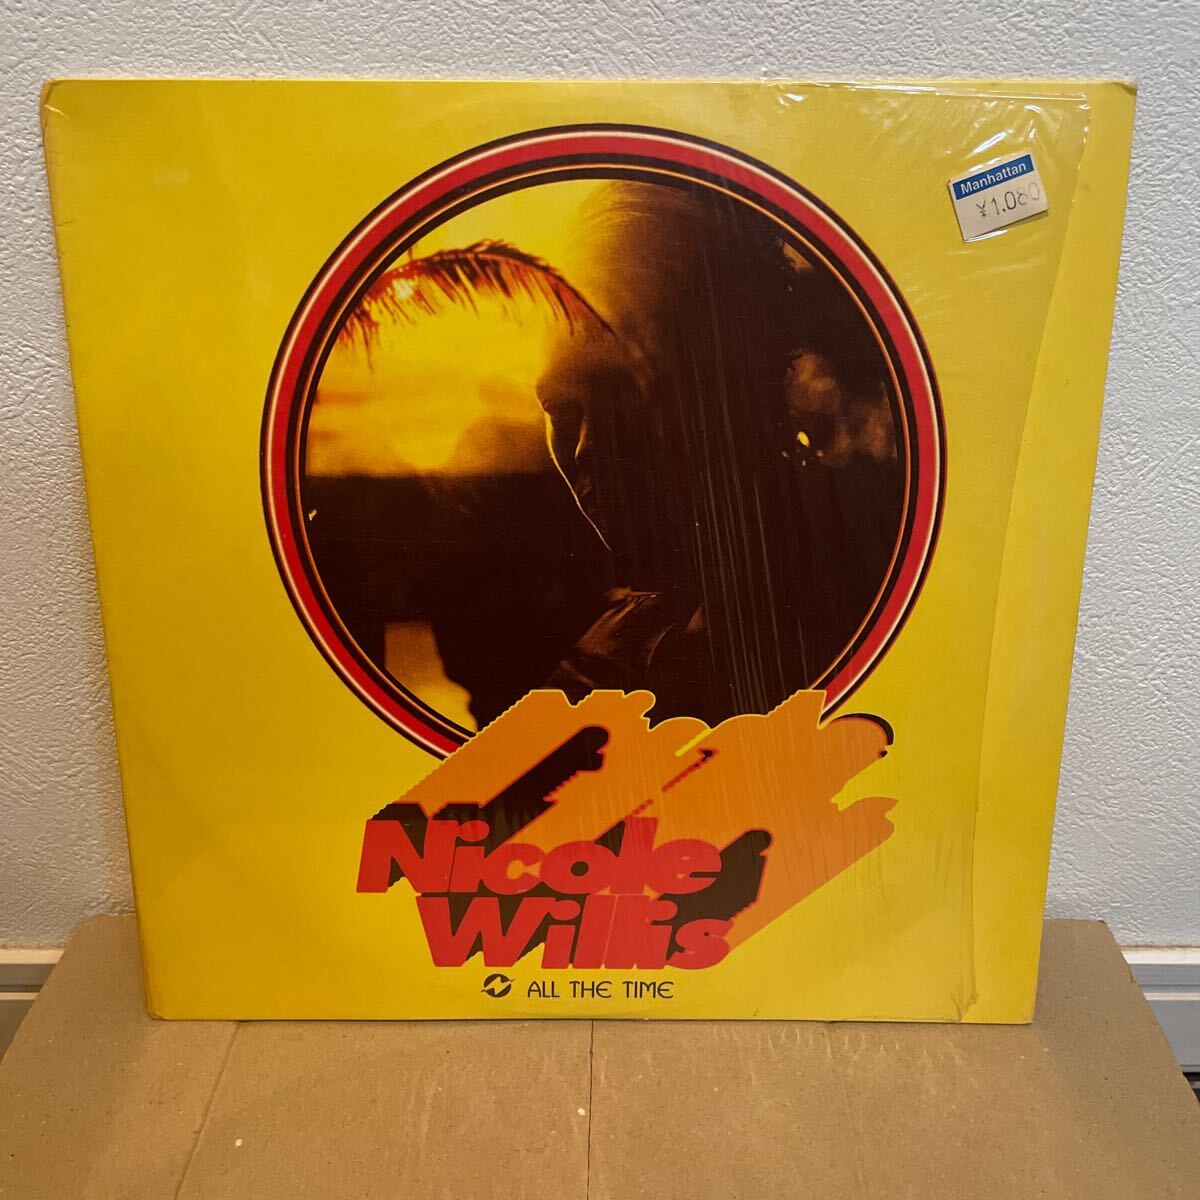 Manhattan
¥1,080
Nicole
Willis
ALL THE TIME